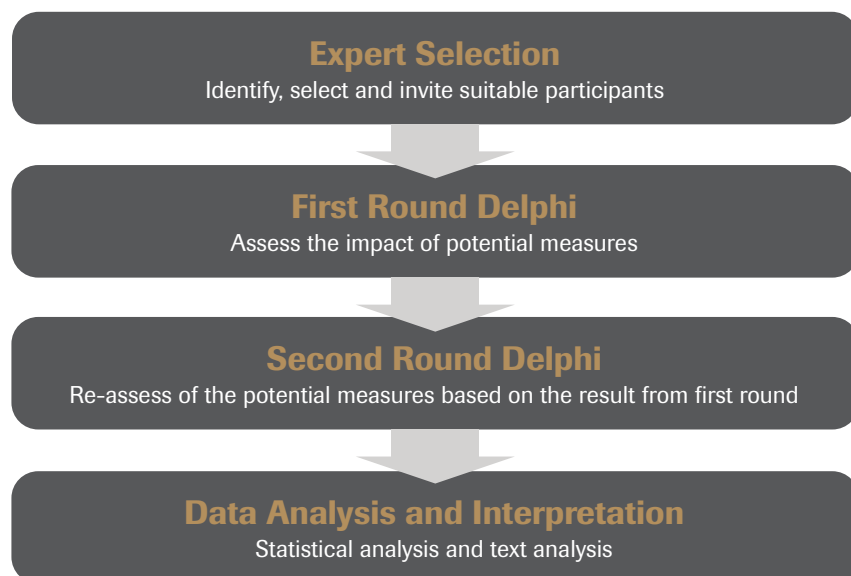 Expert Selection
Identify, select and invite suitable participants
First Round Delphi
Assess the impact of potential measures
Second Round Delphi
Re-assess of the potential measures based on the result from first round
Data Analysis and Interpretation
Statistical analysis and text analysis